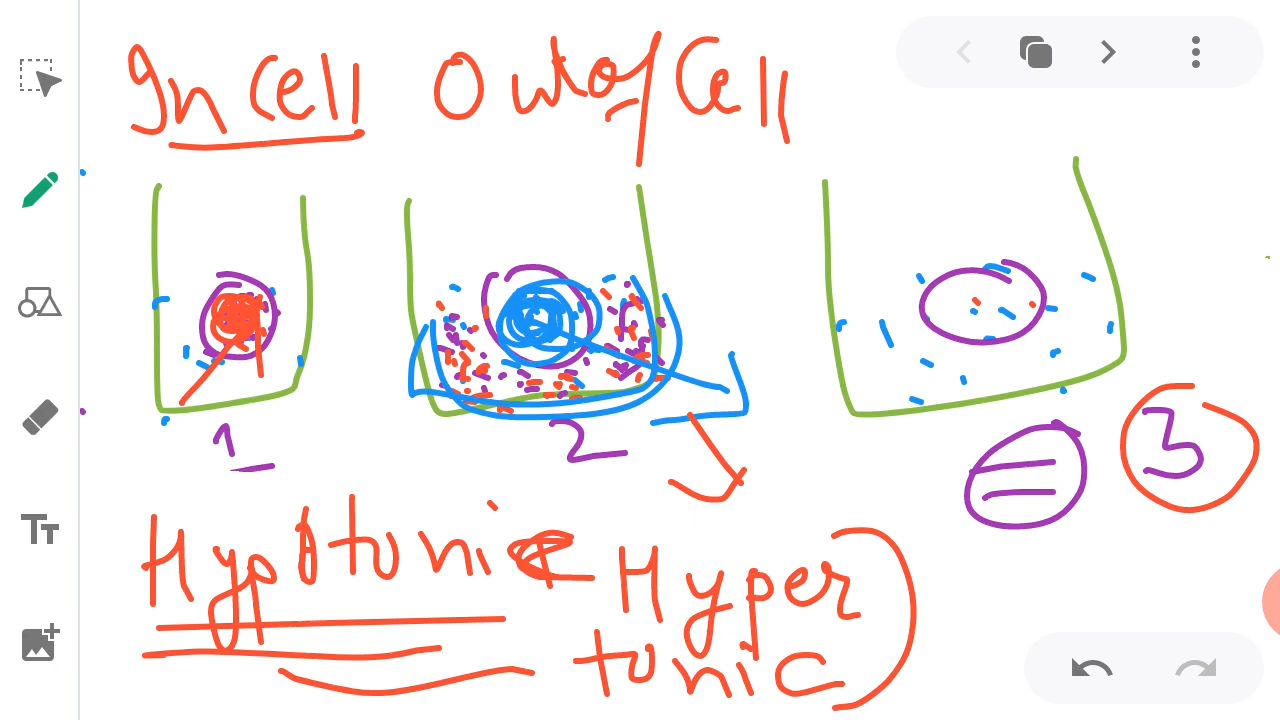 In Cell Out of Cell
1 2 = 3
Hypotonic Hyper
tonic